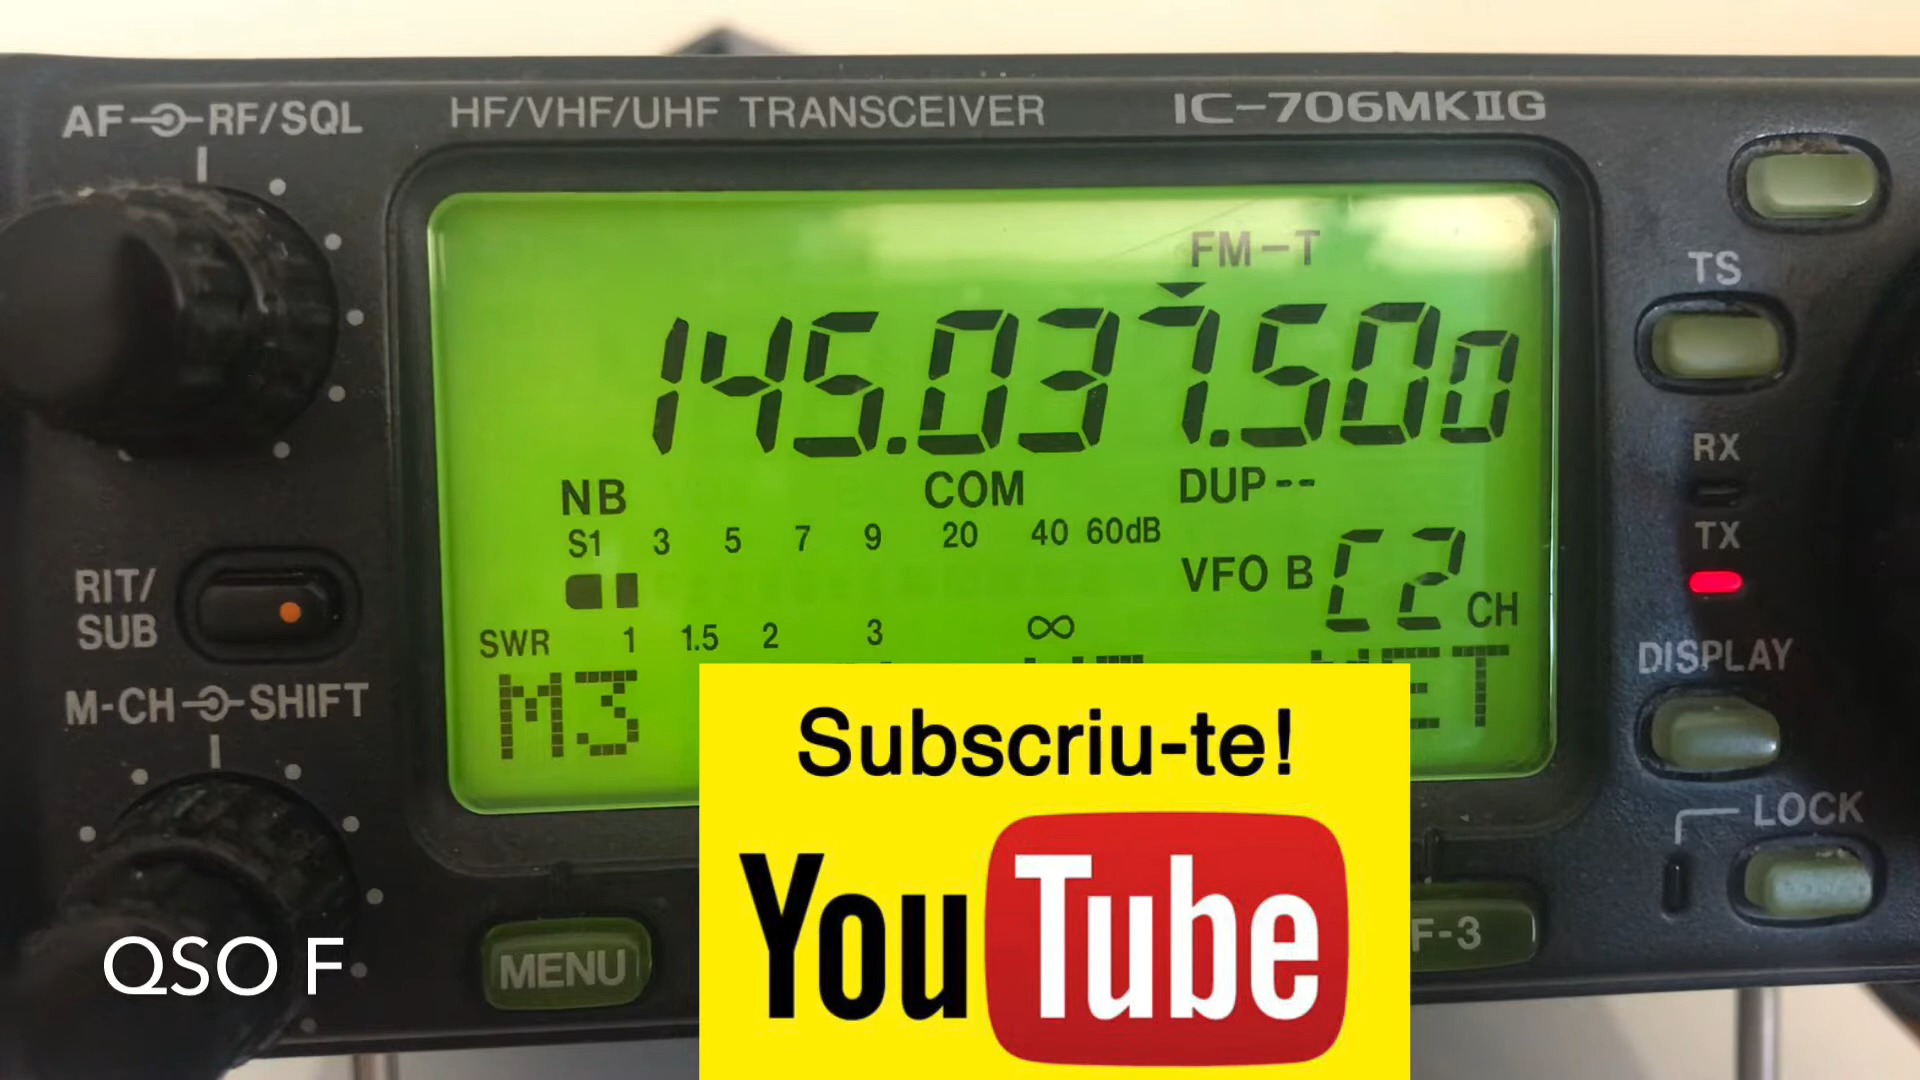 AF RF/SQL
HF/VHF/UHF TRANSCEIVER
IC-706MKIIG
FM-T
TS
145.037.500
RX
NB
COM
DUP--
S1 3 5 7 9 20 40 60dB
TX
VFO B C2 CH
RIT/
SUB
SWR 1 1.5 2 3 ∞
DISPLAY
M-CH SHIFT
M3
Subscriu-te!
YouTube
LOCK
F-3
MENU
QSO F